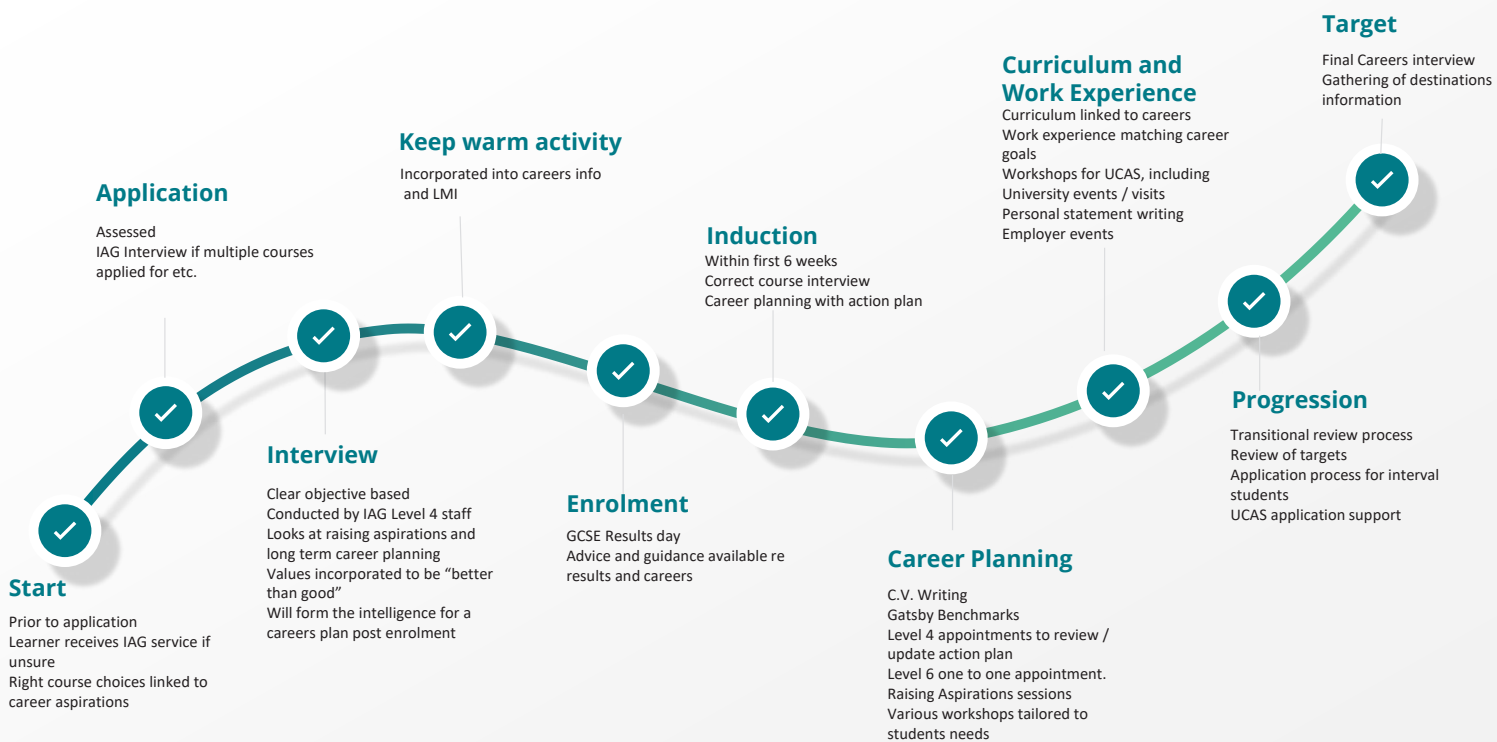 Start
Prior to application
Learner receives IAG service if
unsure
Right course choices linked to
career aspirations
Application
Assessed
IAG Interview if multiple courses
applied for etc.
Interview
Clear objective based
Conducted by IAG Level 4 staff
Looks at raising aspirations and
long term career planning
Values incorporated to be “better
than good”
Will form the intelligence for a
careers plan post enrolment
Keep warm activity
Incorporated into careers info
and LMI
Enrolment
GCSE Results day
Advice and guidance available re
results and careers
Induction
Within first 6 weeks
Correct course interview
Career planning with action plan
Career Planning
C.V. Writing
Gatsby Benchmarks
Level 4 appointments to review /
update action plan
Level 6 one to one appointment.
Raising Aspirations sessions
Various workshops tailored to
students needs
Curriculum and
Work Experience
Curriculum linked to careers
Work experience matching career
goals
Workshops for UCAS, including
University events / visits
Personal statement writing
Employer events
Progression
Transitional review process
Review of targets
Application process for interval
students
UCAS application support
Target
Final Careers interview
Gathering of destinations
information